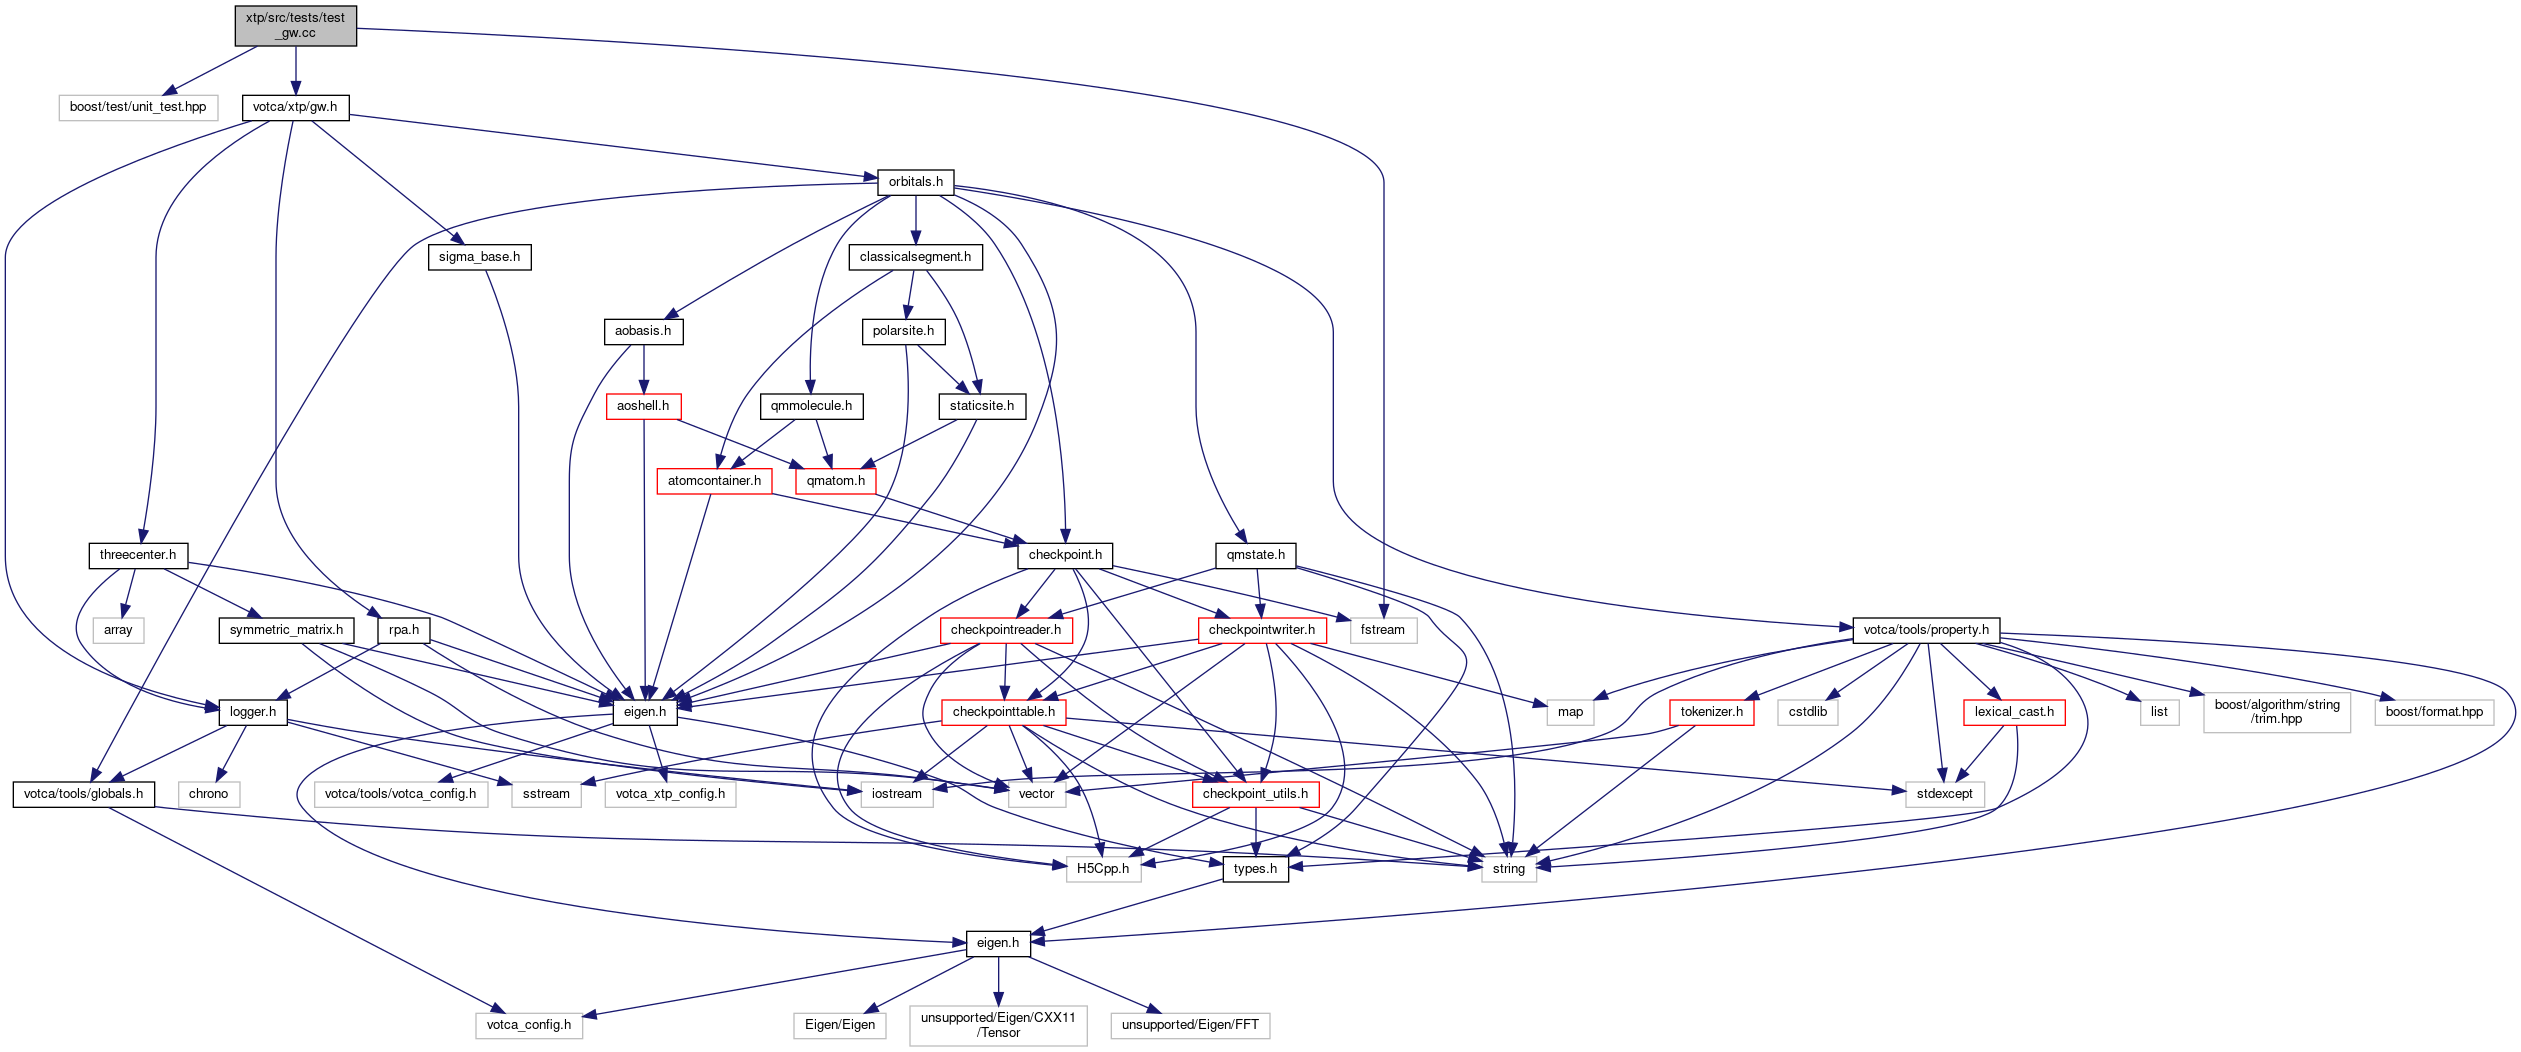 xtp/src/tests/test
_gw.cc
boost/test/unit_test.hpp
votca/xtp/gw.h
orbitals.h
sigma_base.h
classicalsegment.h
aobasis.h
polarsite.h
aoshell.h
qmmolecule.h
staticsite.h
atomcontainer.h
qmatom.h
threecenter.h
checkpoint.h
qmstate.h
array
symmetric_matrix.h
rpa.h
checkpointreader.h
checkpointwriter.h
fstream
votca/tools/property.h
logger.h
eigen.h
checkpointtable.h
map
tokenizer.h
cstdlib
lexical_cast.h
list
boost/algorithm/string
/trim.hpp
boost/format.hpp
votca/tools/globals.h
chrono
votca/tools/votca_config.h
sstream
votca_xtp_config.h
iostream
vector
checkpoint_utils.h
stdexcept
H5Cpp.h
types.h
string
eigen.h
votca_config.h
Eigen/Eigen
unsupported/Eigen/CXX11
/Tensor
unsupported/Eigen/FFT